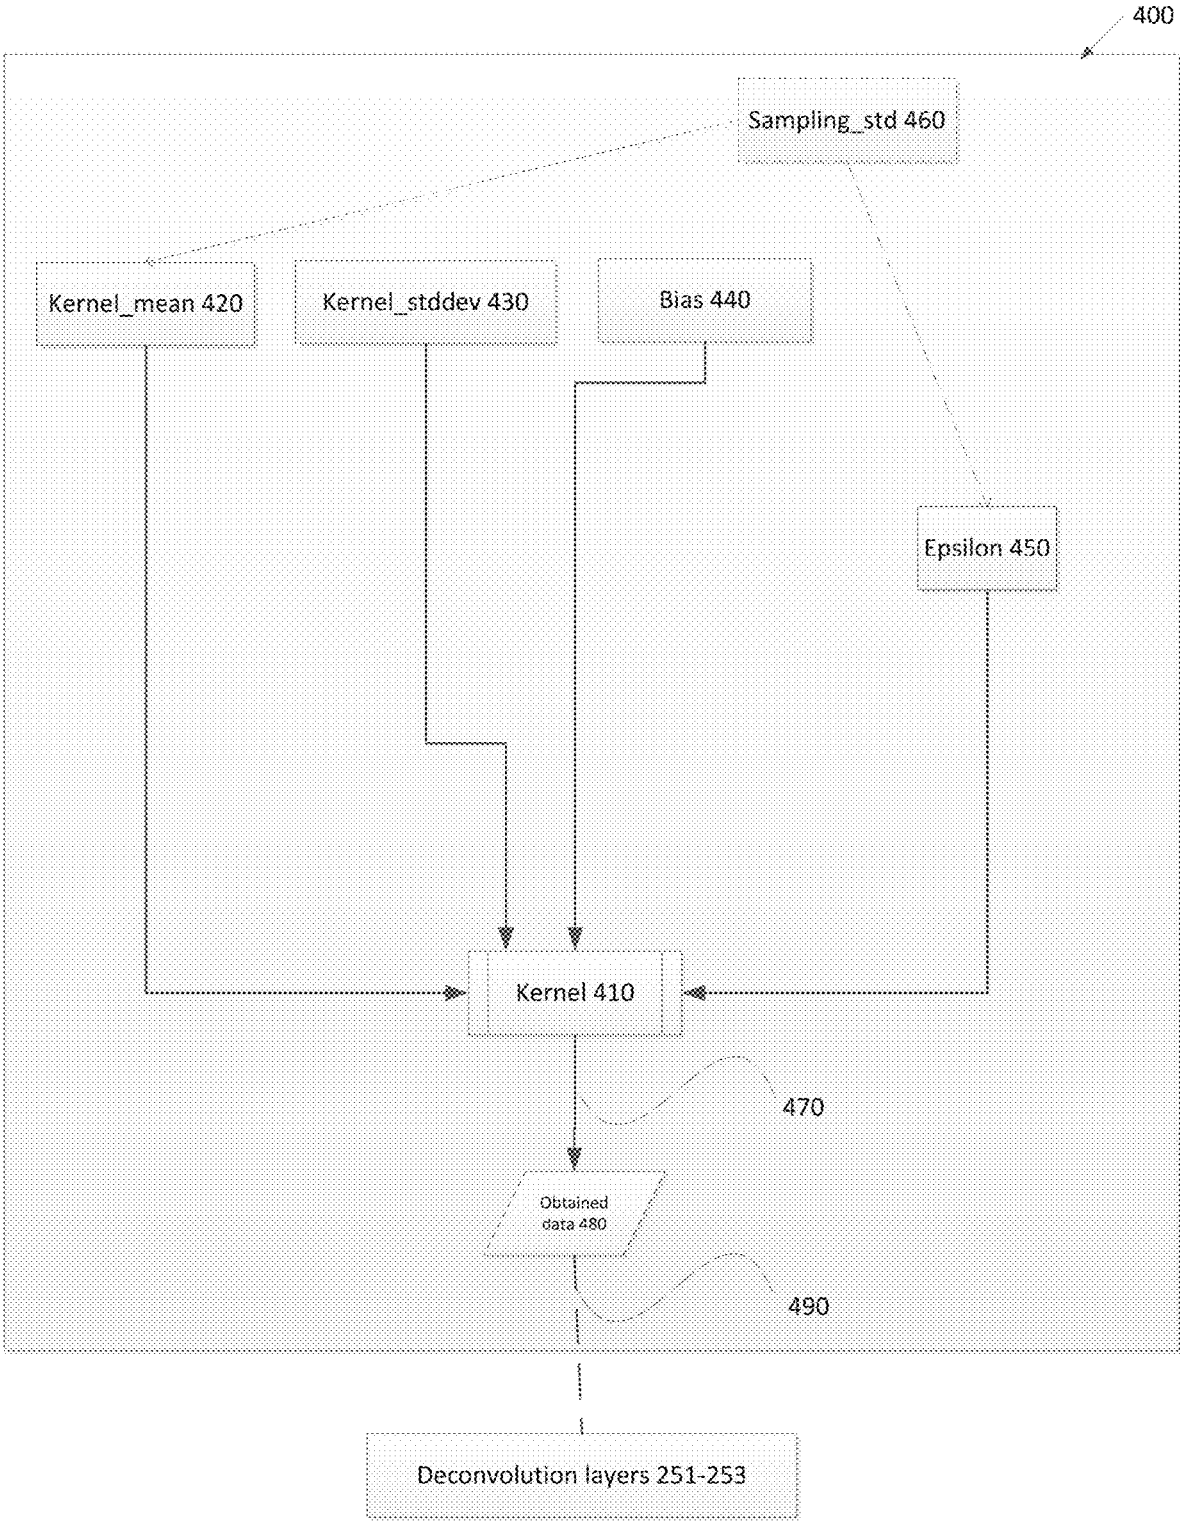 400
Sampling_std 460
Kernel_mean 420
Kernel_stddev 430
Bias 440
Epsilon 450
Kernel 410
470
Obtained
data 480
490
Deconvolution layers 251-253